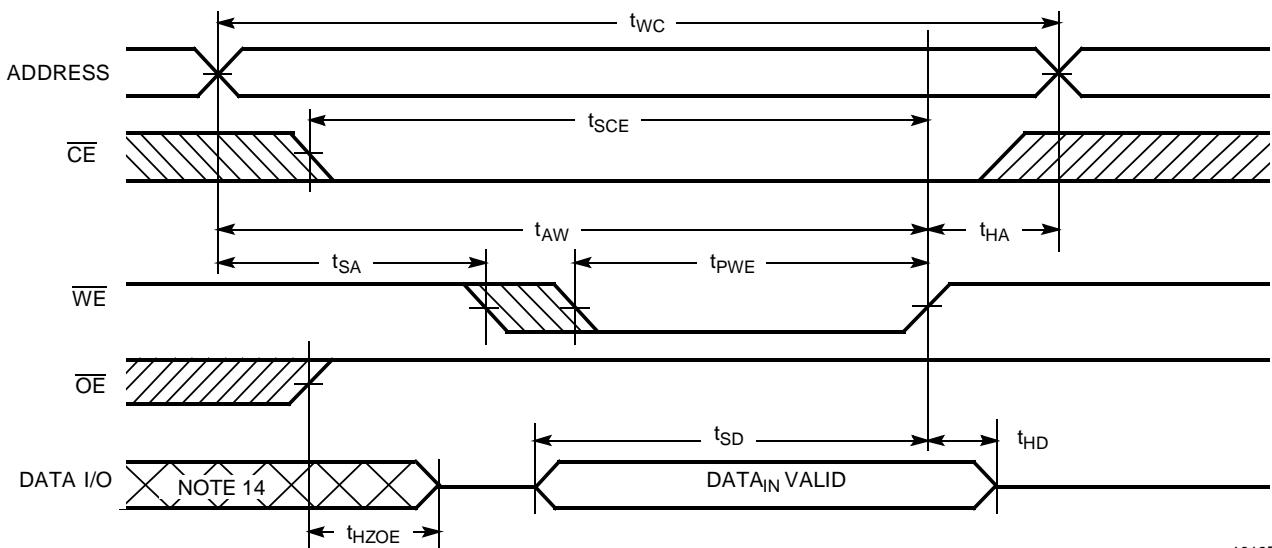 tWC
ADDRESS
tSCE
CE
tAW
tHA
tSA
tPWE
WE
OE
tSD
tHD
DATA I/O
NOTE 14
DATAIN VALID
tHZOE